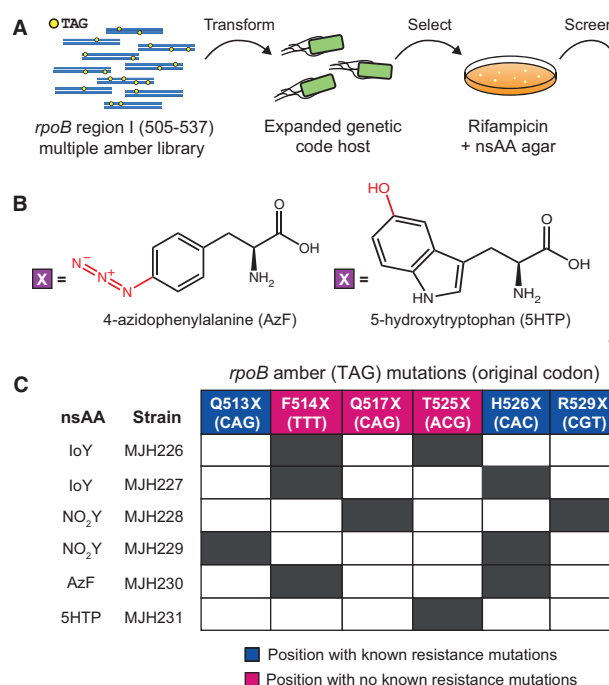 A
TAG
Transform
Select
Screen
rpoB region I (505-537)
multiple amber library
Expanded genetic
code host
Rifampicin
+ nsAA agar
B
X =
N⁻
N⁺
N
O
OH
NH₂
4-azidophenylalanine (AzF)
X =
HO
O
OH
HN
NH₂
5-hydroxytryptophan (5HTP)
C
rpoB amber (TAG) mutations (original codon)
nsAA Strain Q513X (CAG) F514X (TTT) Q517X (CAG) T525X (ACG) H526X (CAC) R529X (CGT)
IoY MJH226
IoY MJH227
NO₂Y MJH228
NO₂Y MJH229
AzF MJH230
5HTP MJH231
Position with known resistance mutations
Position with no known resistance mutations